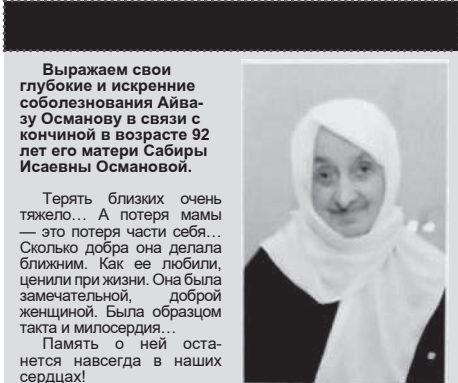 Выражаем свои
глубокие и искренние
соболезнования Айва-
зу Османову в связи с
кончиной в возрасте 92
лет его матери Сабиры
Исаевны Османовой.
Терять близких очень
тяжело… А потеря мамы
— это потеря части себя…
Сколько добра она делала
ближним. Как ее любили,
ценили при жизни. Она была
замечательной, доброй
женщиной. Была образцом
такта и милосердия…
Память о ней оста-
нется навсегда в наших
сердцах!